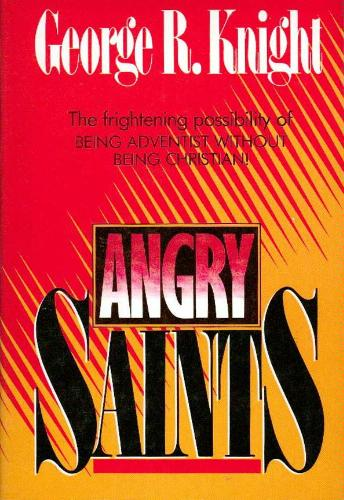 George R. Knight
The frightening possibility of
BEING ADVENTIST WITHOUT
BEING CHRISTIAN!
ANGRY
SAINTS